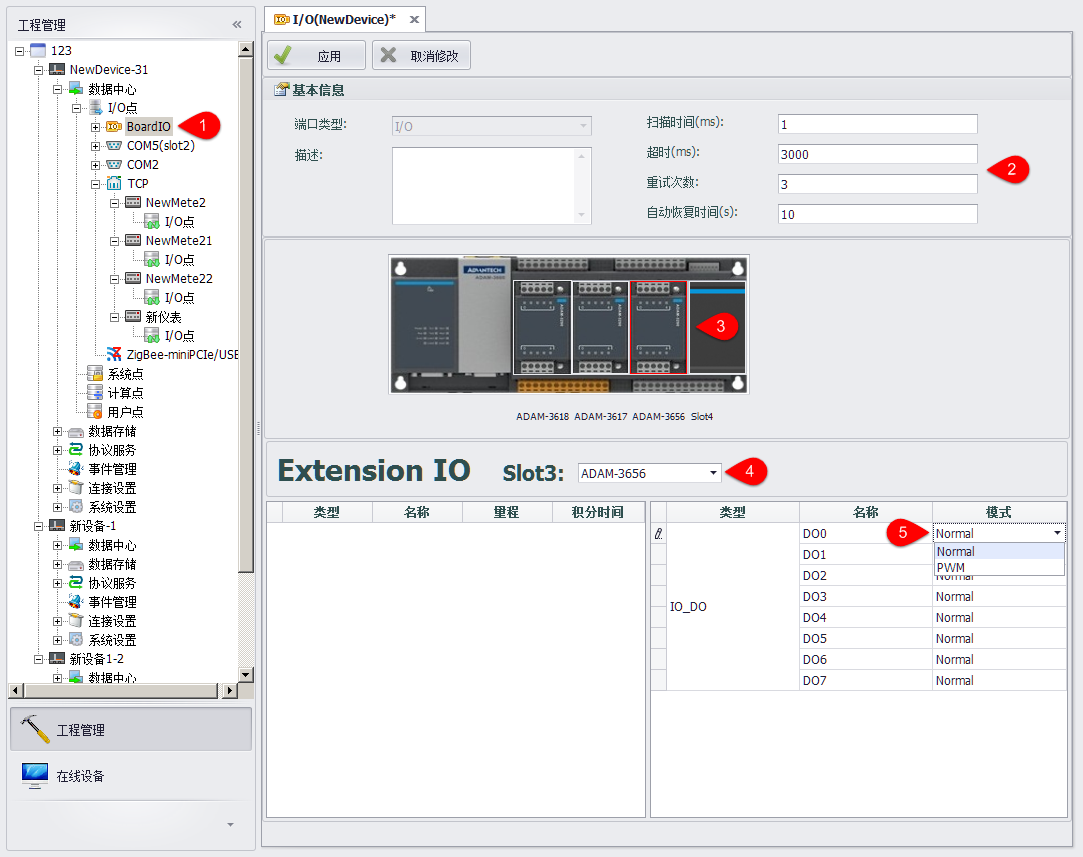 工程管理
«
123
NewDevice-31
数据中心
I/O点
BoardIO
1
COM5(slot2)
COM2
TCP
NewMete2
I/O点
NewMete21
I/O点
NewMete22
I/O点
新仪表
I/O点
ZigBee-miniPCIe/USB
系统点
计算点
用户点
数据存储
协议服务
事件管理
连接设置
系统设置
新设备-1
数据中心
数据存储
协议服务
事件管理
连接设置
系统设置
新设备1-2
数据中心
工程管理
在线设备
I/O(NewDevice)*
应用
取消修改
基本信息
端口类型:
I/O
描述:
扫描时间(ms):
1
超时(ms):
3000
2
重试次数:
3
自动恢复时间(s):
10
ADVANTECH
3
ADAM-3618 ADAM-3617 ADAM-3656 Slot4
Extension IO Slot3: ADAM-3656
4
类型 名称 量程 积分时间
类型 名称 模式
IO_DO
DO0 5 Normal
Normal
PWM
DO1
DO2 Normal
DO3 Normal
DO4 Normal
DO5 Normal
DO6 Normal
DO7 Normal